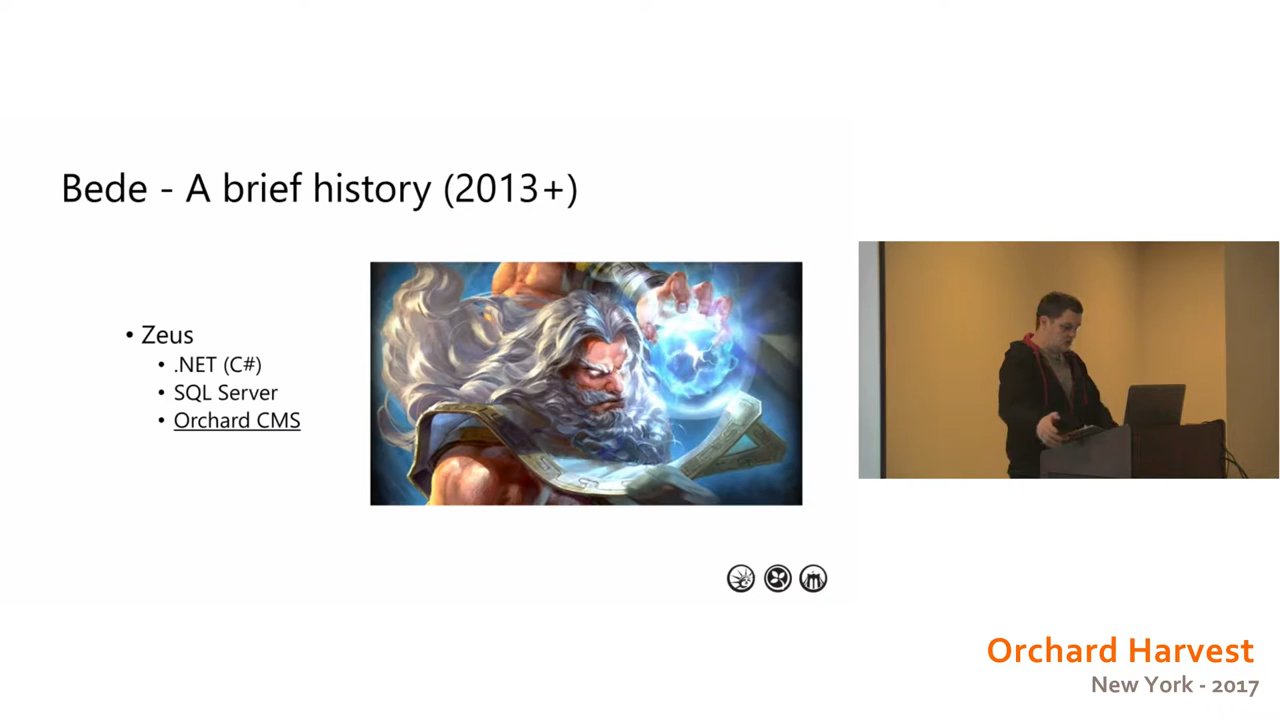 Bede - A brief history (2013+)
• Zeus
• .NET (C#)
• SQL Server
• Orchard CMS
Orchard Harvest
New York - 2017